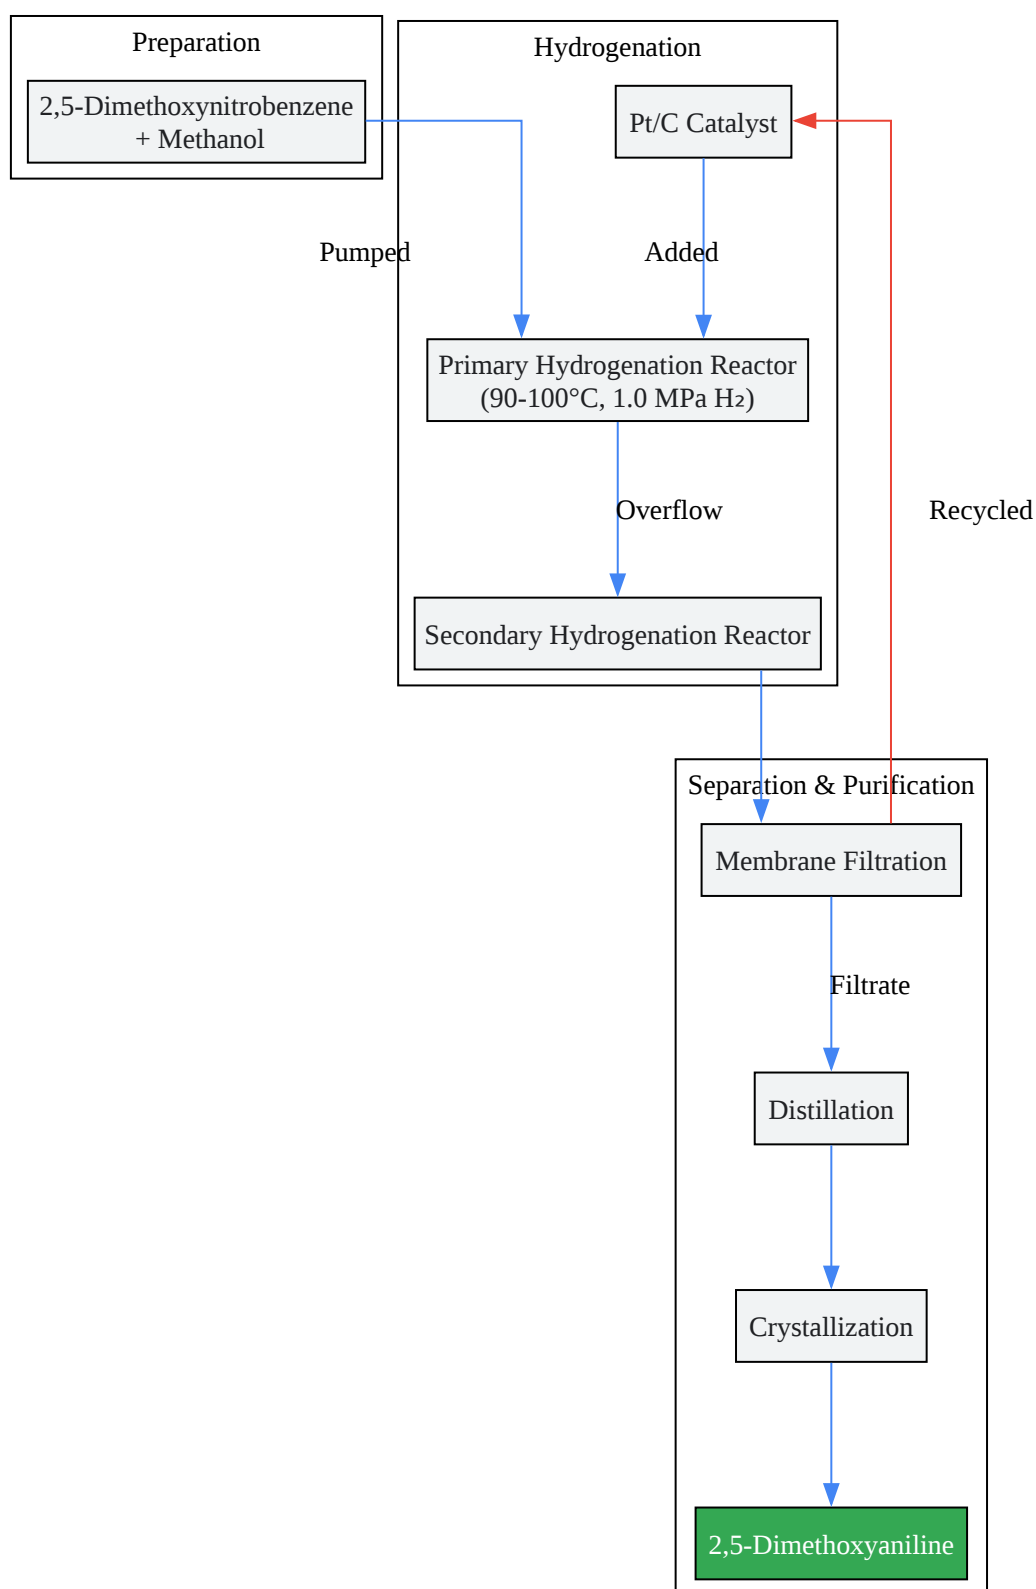 Preparation
2,5-Dimethoxynitrobenzene
+ Methanol
Hydrogenation
Pt/C Catalyst
Pumped
Added
Primary Hydrogenation Reactor
(90-100°C, 1.0 MPa H₂)
Overflow
Recycled
Secondary Hydrogenation Reactor
Separation & Purification
Membrane Filtration
Filtrate
Distillation
Crystallization
2,5-Dimethoxyaniline